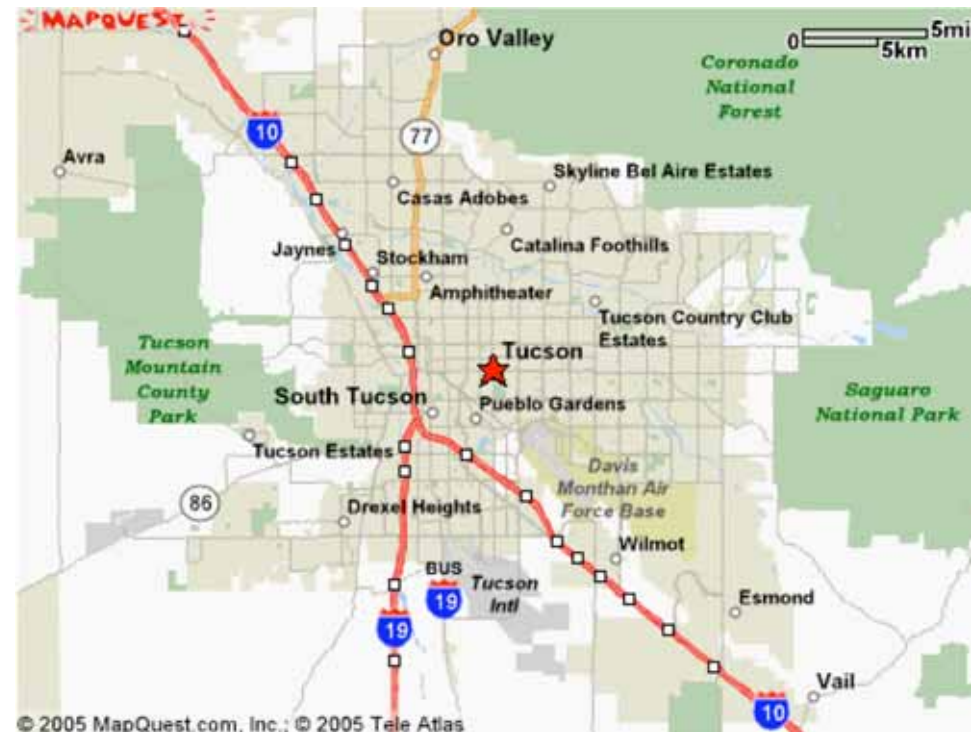 MAPQUEST
Oro Valley
0
5mi
5km
Coronado
National
Forest
10
77
Avra
Skyline Bel Aire Estates
Casas Adobes
Jaynes
Catalina Foothills
Stockham
Amphitheater
Tucson Country Club
Estates
Tucson
Mountain
County
Park
Tucson
South Tucson
Pueblo Gardens
Saguaro
National Park
Tucson Estates
Davis
Monthan Air
Force Base
86
Drexel Heights
Wilmot
BUS
19
Tucson
Intl
Esmond
19
Vail
10
© 2005 MapQuest.com, Inc.; © 2005 Tele Atlas